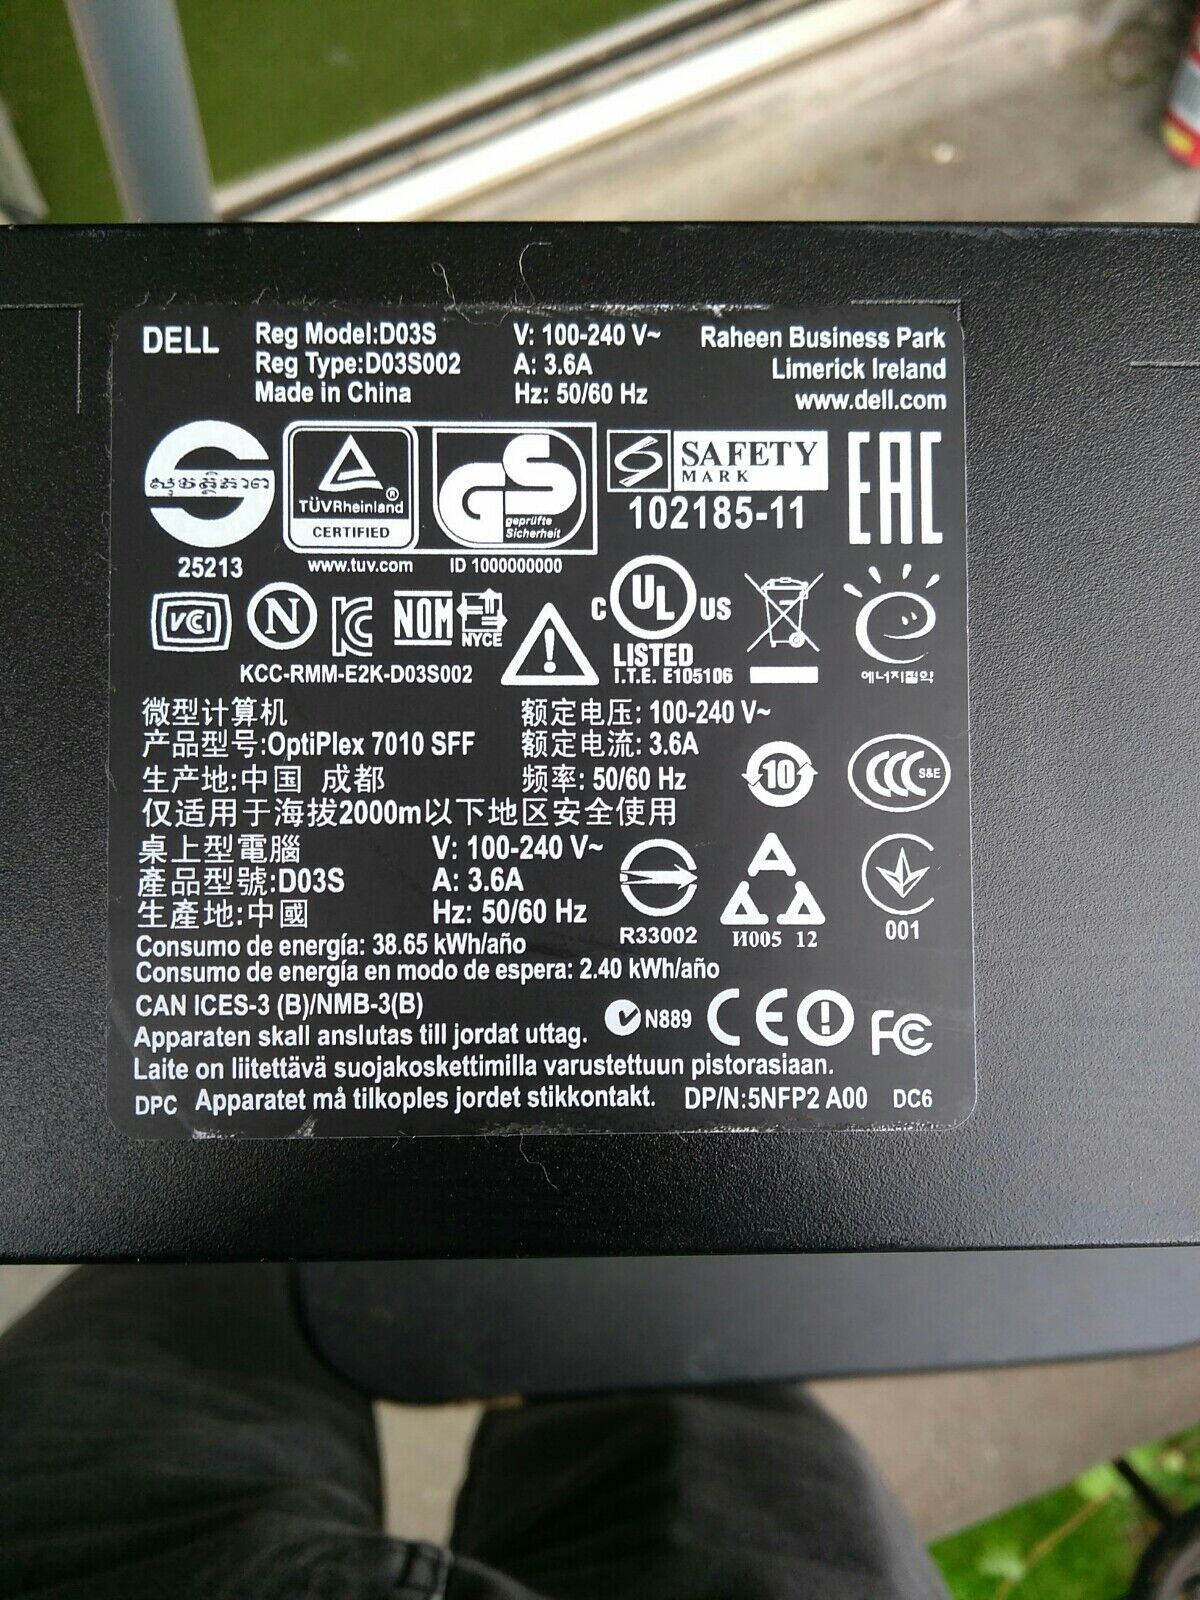 DELL
Reg Model:D03S
Reg Type:D03S002
Made in China
V: 100-240 V~
A: 3.6A
Hz: 50/60 Hz
Raheen Business Park
Limerick Ireland
www.dell.com
25213
TÜVRheinland
®
CERTIFIED
www.tuv.com
GS
geprüfte
Sicherheit
ID 1000000000
SAFETY
MARK
102185-11
EAC
VCI
N
KC
NOM
NYCE
KCC-RMM-E2K-D03S002
C UL US
LISTED
I.T.E. E105106
에너지절약
微型计算机
产品型号:OptiPlex 7010 SFF
生产地:中国 成都
额定电压: 100-240 V~
额定电流: 3.6A
频率: 50/60 Hz
仅适用于海拔2000m以下地区安全使用
10
CCC S&E
桌上型電腦
產品型號:D03S
生產地:中國
V: 100-240 V~
A: 3.6A
Hz: 50/60 Hz
R33002
И005 12
001
Consumo de energía: 38.65 kWh/año
Consumo de energía en modo de espera: 2.40 kWh/año
CAN ICES-3 (B)/NMB-3(B)
N889
CE
FC
Apparaten skall anslutas till jordat uttag.
Laite on liitettävä suojakoskettimilla varustettuun pistorasiaan.
DPC Apparatet må tilkoples jordet stikkontakt. DP/N:5NFP2 A00 DC6